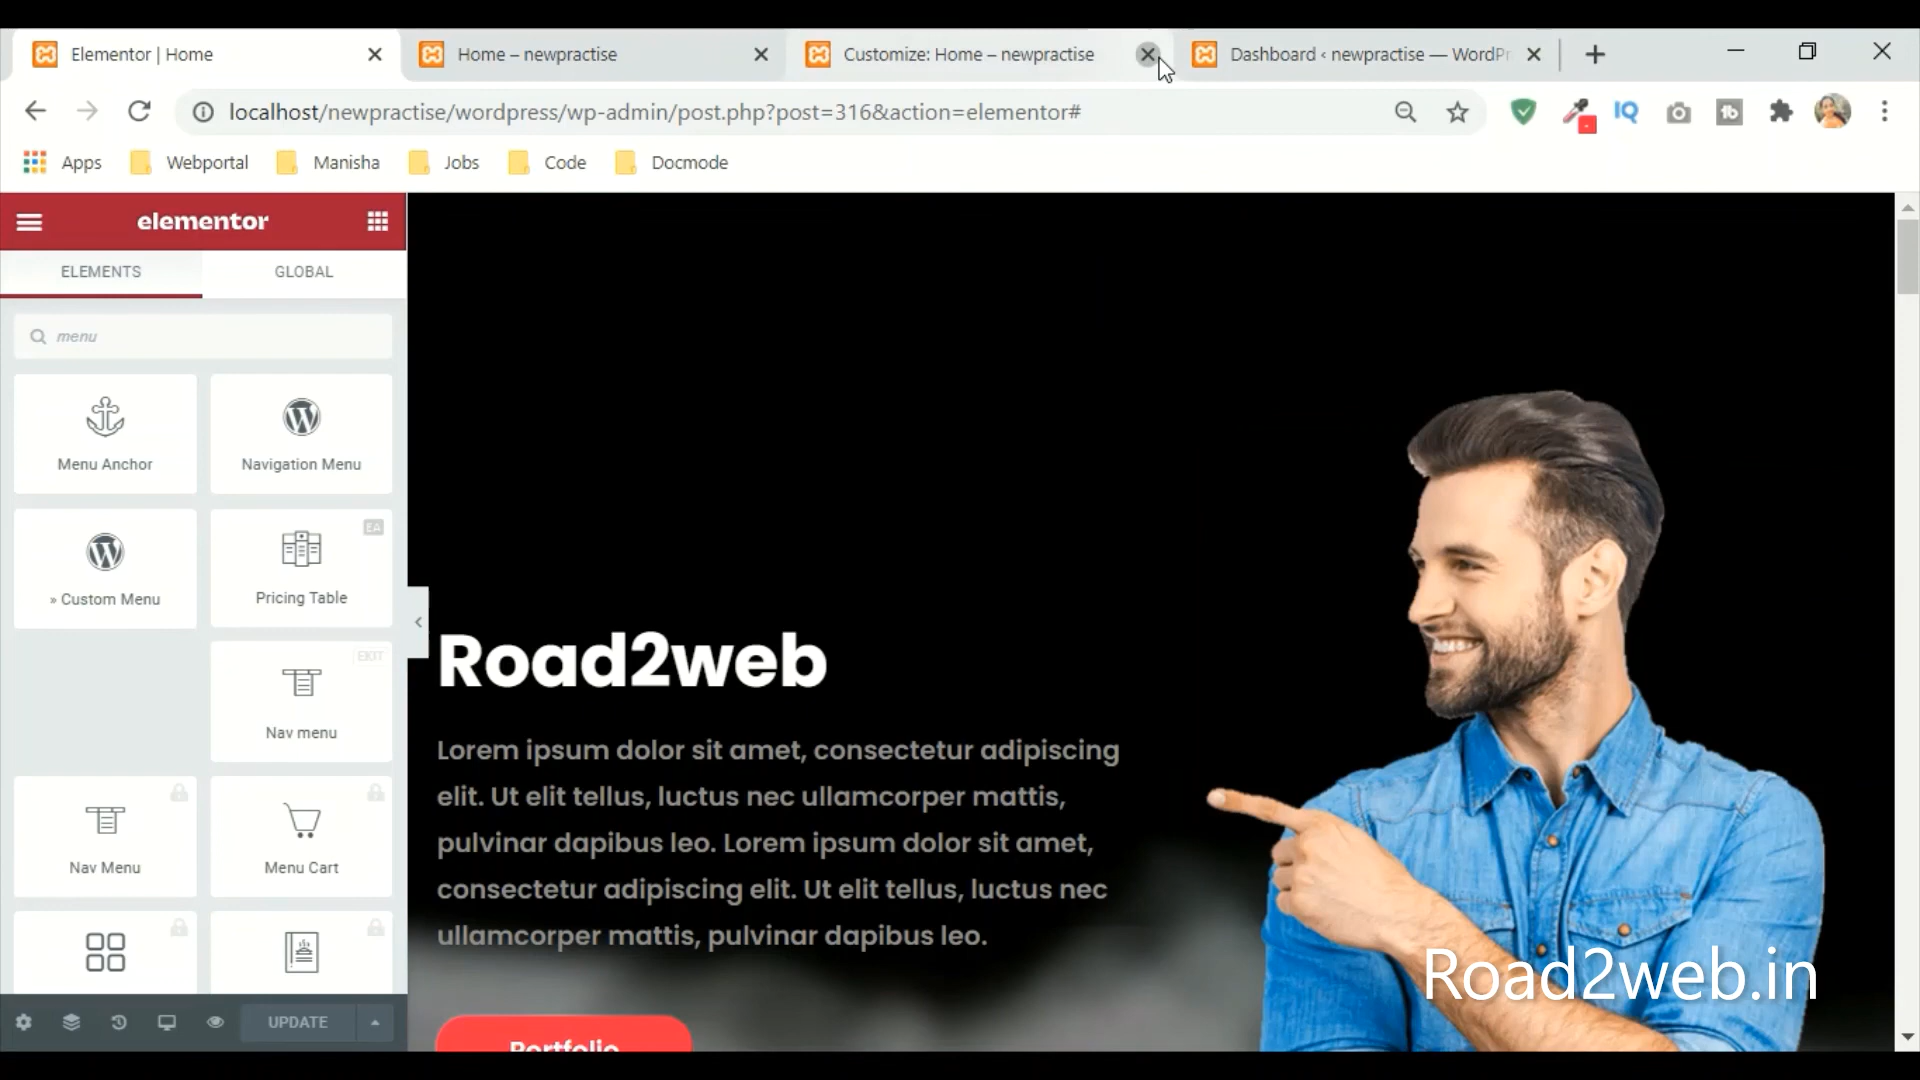 Elementor | Home
Home – newpractise
Customize: Home – newpractise
Dashboard ‹ newpractise — WordPr
localhost/newpractise/wordpress/wp-admin/post.php?post=316&action=elementor#
Apps
Webportal
Manisha
Jobs
Code
Docmode
elementor
ELEMENTS
GLOBAL
menu
Menu Anchor
Navigation Menu
» Custom Menu
EA
Pricing Table
EKIT
Nav menu
Nav Menu
Menu Cart
UPDATE
Road2web
Lorem ipsum dolor sit amet, consectetur adipiscing
elit. Ut elit tellus, luctus nec ullamcorper mattis,
pulvinar dapibus leo. Lorem ipsum dolor sit amet,
consectetur adipiscing elit. Ut elit tellus, luctus nec
ullamcorper mattis, pulvinar dapibus leo.
Portfolio
Road2web.in